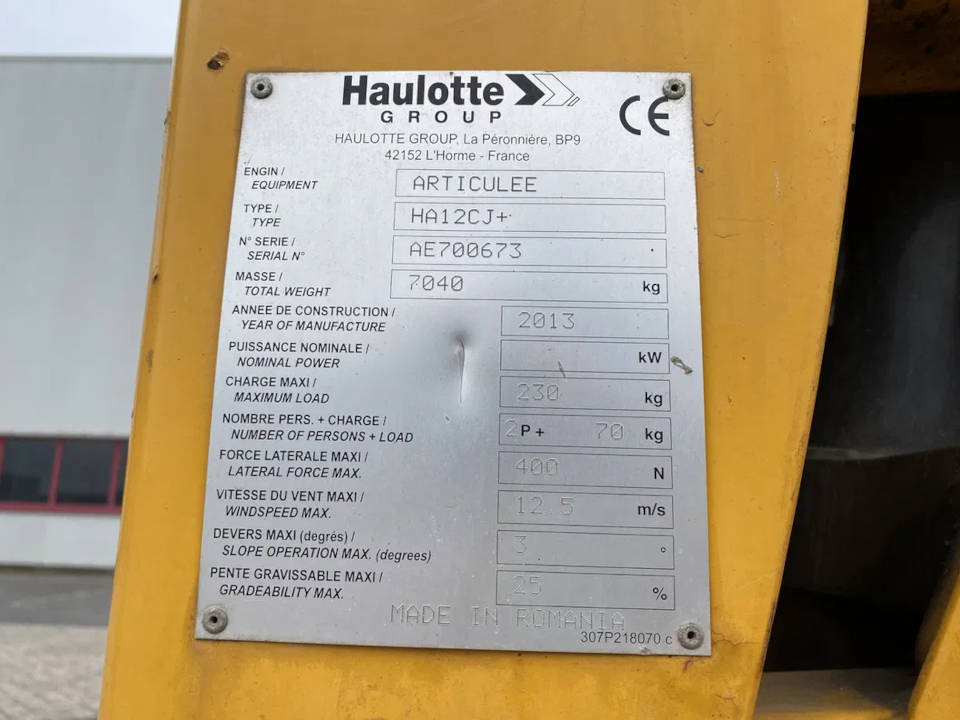 Haulotte
GROUP
CE
HAULOTTE GROUP, La Péronnière, BP9
42152 L'Horme - France
ENGIN /
EQUIPMENT
ARTICULEE
TYPE /
TYPE
HA12CJ+
N° SERIE /
SERIAL N°
AE700673
MASSE /
TOTAL WEIGHT
7040 kg
ANNEE DE CONSTRUCTION /
YEAR OF MANUFACTURE
2013
PUISSANCE NOMINALE /
NOMINAL POWER
kW
CHARGE MAXI /
MAXIMUM LOAD
230 kg
NOMBRE PERS. + CHARGE /
NUMBER OF PERSONS + LOAD
2 P + 70 kg
FORCE LATERALE MAXI /
LATERAL FORCE MAX.
400 N
VITESSE DU VENT MAXI /
WINDSPEED MAX.
12.5 m/s
DEVERS MAXI (degrés) /
SLOPE OPERATION MAX. (degrees)
3 °
PENTE GRAVISSABLE MAXI /
GRADEABILITY MAX.
25 %
MADE IN ROMANIA
307P218070 c